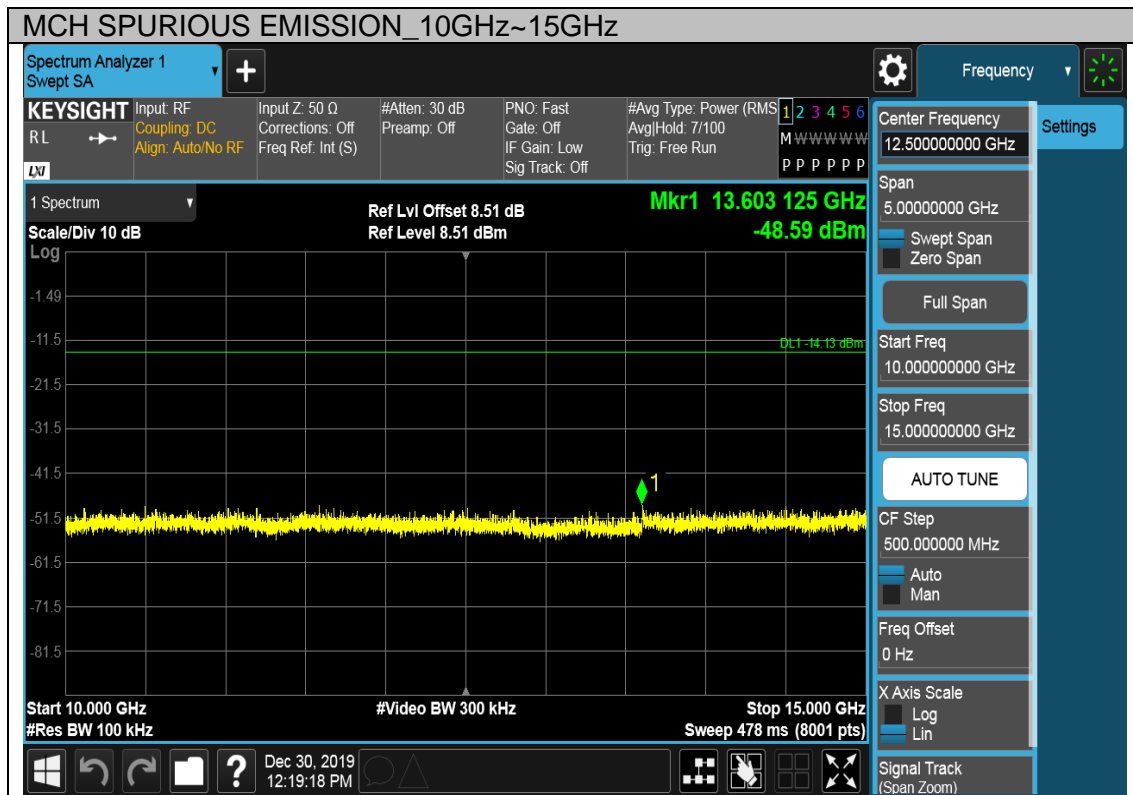 MCH SPURIOUS EMISSION_10GHz~15GHz
Spectrum Analyzer 1
Swept SA
Frequency
KEYSIGHT
R L
LXI
Input: RF
Coupling: DC
Align: Auto/No RF
Input Z: 50 Ω
Corrections: Off
Freq Ref: Int (S)
#Atten: 30 dB
Preamp: Off
PNO: Fast
Gate: Off
IF Gain: Low
Sig Track: Off
#Avg Type: Power (RMS
Avg|Hold: 7/100
Trig: Free Run
1 2 3 4 5 6
M W W W W W
P P P P P P
1 Spectrum
Scale/Div 10 dB
Log
Ref Lvl Offset 8.51 dB
Ref Level 8.51 dBm
Mkr1 13.603 125 GHz
-48.59 dBm
-1.49
-11.5
DL1 -14.13 dBm
-21.5
-31.5
-41.5
1
-51.5
-61.5
-71.5
-81.5
Start 10.000 GHz
#Video BW 300 kHz
Stop 15.000 GHz
#Res BW 100 kHz
Sweep 478 ms (8001 pts)
Dec 30, 2019
12:19:18 PM
Center Frequency
12.500000000 GHz
Settings
Span
5.00000000 GHz
Swept Span
Zero Span
Full Span
Start Freq
10.000000000 GHz
Stop Freq
15.000000000 GHz
AUTO TUNE
CF Step
500.000000 MHz
Auto
Man
Freq Offset
0 Hz
X Axis Scale
Log
Lin
Signal Track
(Span Zoom)